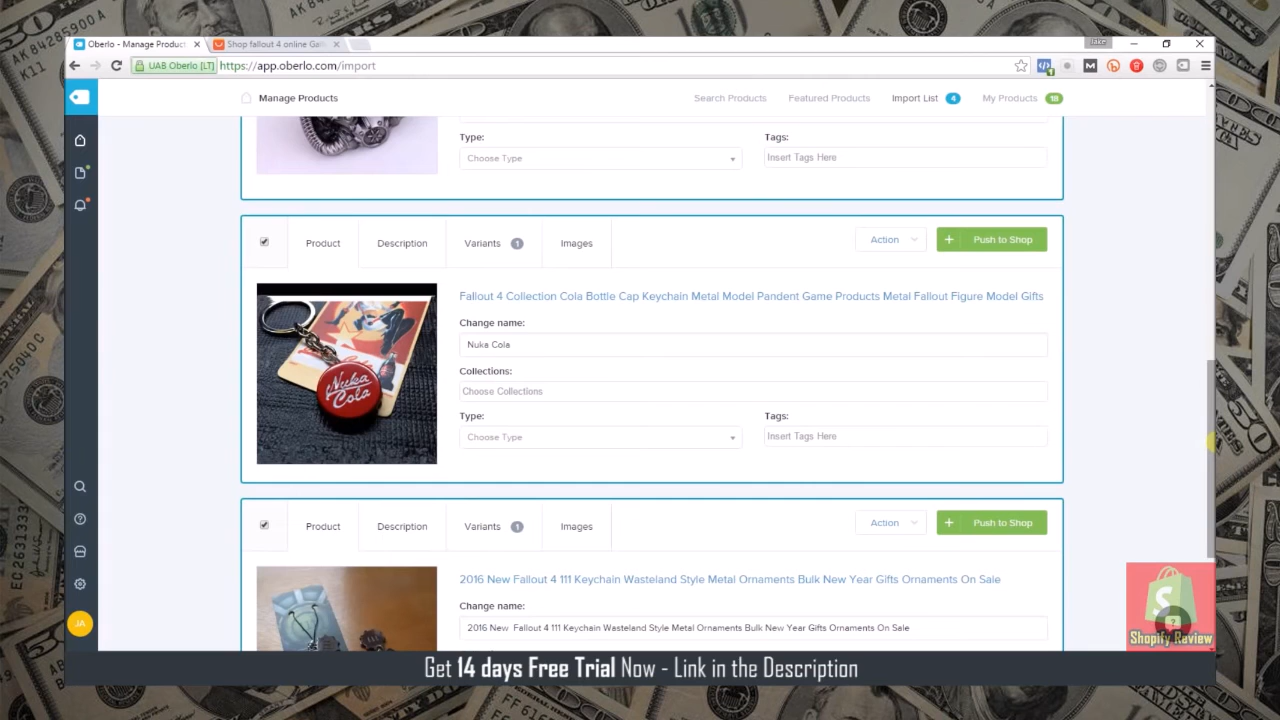 Oberlo - Manage Product
Shop fallout 4 online Gall
Jake
UAB Oberlo [LT]
https://app.oberlo.com/import
Manage Products
Search Products
Featured Products
Import List 4
My Products 18
Type:
Tags:
Choose Type
Insert Tags Here
Product
Description
Variants 1
Images
Action
+ Push to Shop
Fallout 4 Collection Cola Bottle Cap Keychain Metal Model Pandent Game Products Metal Fallout Figure Model Gifts
Change name:
Nuka Cola
Collections:
Choose Collections
Type:
Tags:
Choose Type
Insert Tags Here
Nuka
Cola
Product
Description
Variants 1
Images
Action
+ Push to Shop
2016 New Fallout 4 111 Keychain Wasteland Style Metal Ornaments Bulk New Year Gifts Ornaments On Sale
Change name:
2016 New Fallout 4 111 Keychain Wasteland Style Metal Ornaments Bulk New Year Gifts Ornaments On Sale
JA
S
?
Shopify Review
Get 14 days Free Trial Now - Link in the Description